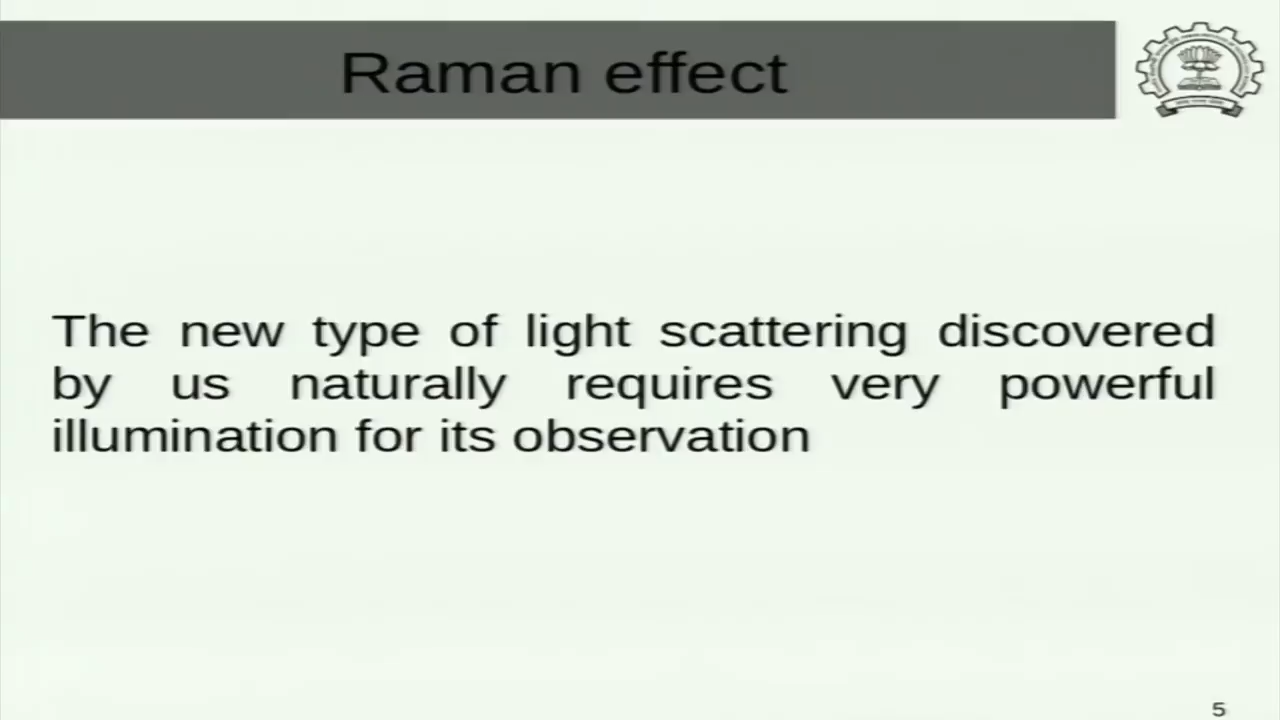 Raman effect
The new type of light scattering discovered
by us naturally requires very powerful
illumination for its observation
5